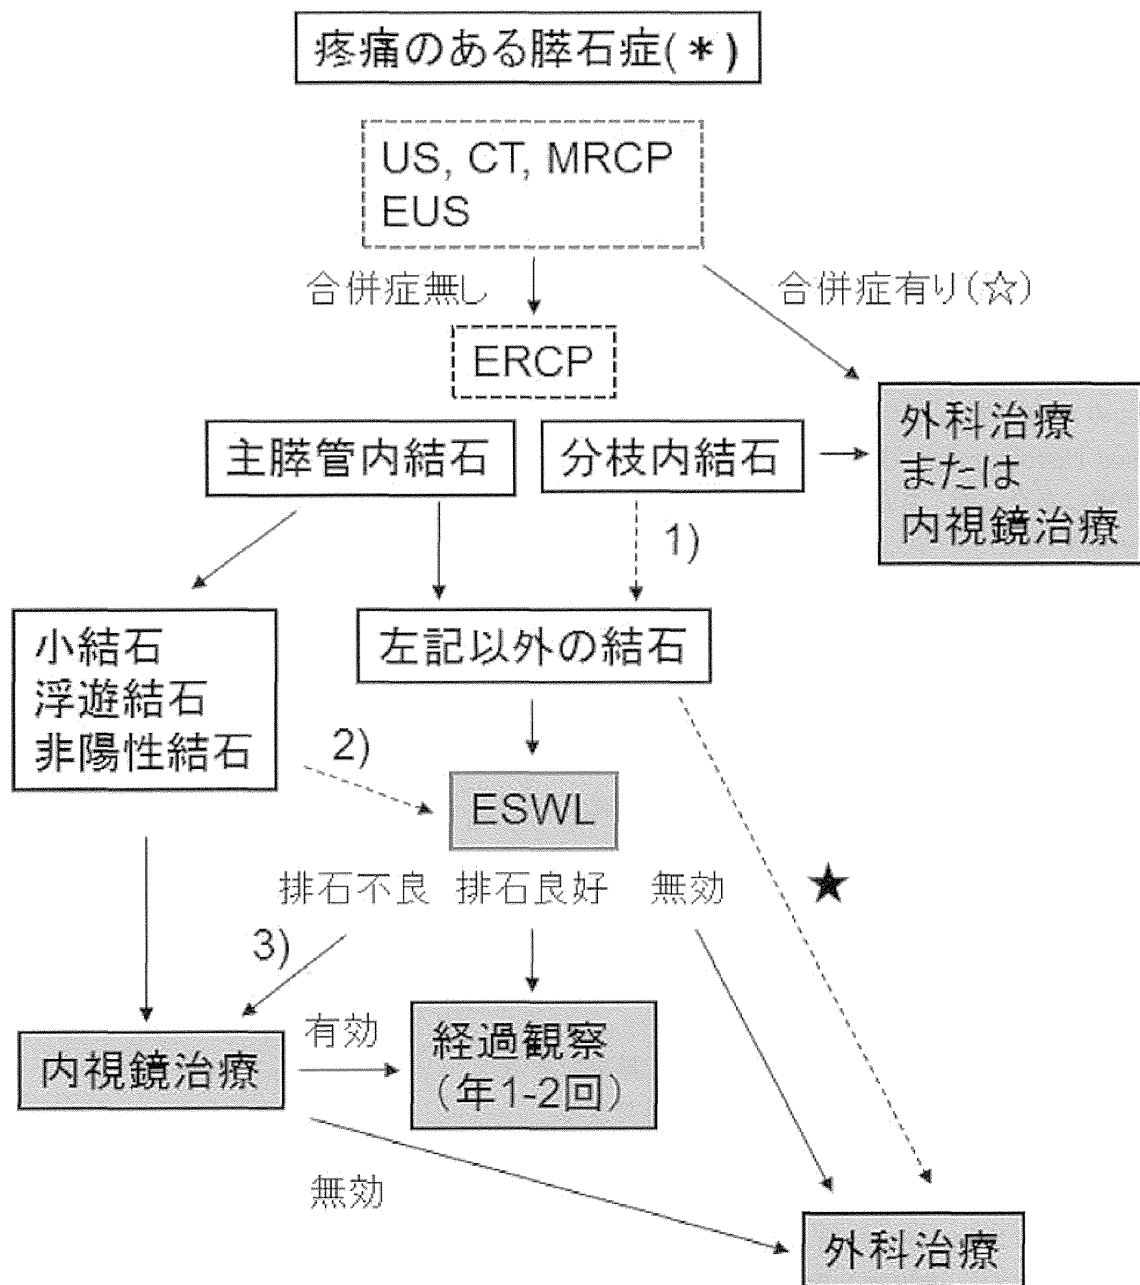 疼痛のある膵石症(＊)
US, CT, MRCP
EUS
合併症無し
合併症有り(☆)
ERCP
主膵管内結石
分枝内結石
外科治療
または
内視鏡治療
1)
小結石
浮遊結石
非陽性結石
左記以外の結石
2)
ESWL
排石不良
排石良好
無効
★
3)
内視鏡治療
有効
経過観察
(年1-2回)
無効
外科治療